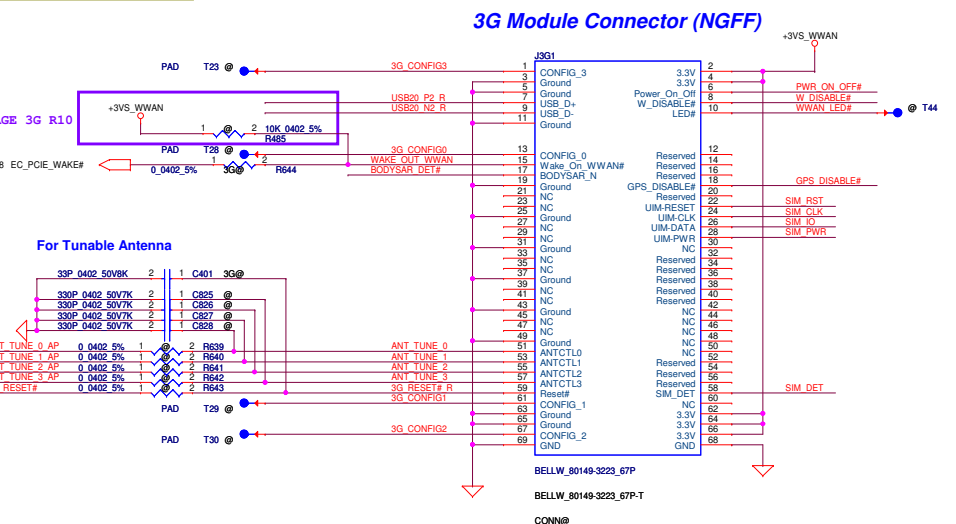 3G Module Connector (NGFF)
+3VS_WWAN
J3G1
PAD T23 @
3G_CONFIG3
1 CONFIG_3 3.3V 2
3 Ground 3.3V 4
5 Ground Power_On_Off 6 PWR_ON_OFF#
USB20_P2_R 7 USB_D+ W_DISABLE# 8 W_DISABLE#
USB20_N2_R 9 USB_D- LED# 10 WWAN_LED# @ T44
11 Ground
+3VS_WWAN
AGE 3G R10
1 @ 2 10K_0402_5%
R485
PAD T28 @
3G_CONFIG0 13 CONFIG_0 Reserved 12
8 EC_PCIE_WAKE# 1 2
0_0402_5% 3G@ R644
WAKE_OUT_WWAN 15 Wake_On_WWAN# Reserved 14
BODYSAR_DET# 17 BODYSAR_N Reserved 16
19 Ground GPS_DISABLE# 18 GPS_DISABLE#
21 NC Reserved 20
23 NC UIM-RESET 22 SIM_RST
25 Ground UIM-CLK 24 SIM_CLK
27 NC UIM-DATA 26 SIM_IO
29 NC UIM-PWR 28 SIM_PWR
31 Ground NC 30
33 NC Reserved 32
35 NC Reserved 34
37 Ground Reserved 36
39 NC Reserved 38
41 NC Reserved 40
43 Ground NC 42
45 NC NC 44
47 NC NC 46
49 Ground NC 48
For Tunable Antenna
33P_0402_50V8K 2 1 C401 3G@
330P_0402_50V7K 2 1 C825 @
330P_0402_50V7K 2 1 C826 @
330P_0402_50V7K 2 1 C827 @
330P_0402_50V7K 2 1 C828 @
T_TUNE_0_AP 0_0402_5% 1 @ 2 R639 ANT_TUNE_0 51 ANTCTL0 NC 50
T_TUNE_1_AP 0_0402_5% 1 @ 2 R640 ANT_TUNE_1 53 ANTCTL1 Reserved 52
T_TUNE_2_AP 0_0402_5% 1 @ 2 R641 ANT_TUNE_2 55 ANTCTL2 Reserved 54
T_TUNE_3_AP 0_0402_5% 1 @ 2 R642 ANT_TUNE_3 57 ANTCTL3 Reserved 56
RESET# 0_0402_5% 1 @ 2 R643 3G_RESET#_R 59 Reset# SIM_DET 58 SIM_DET
PAD T29 @ 3G_CONFIG1 61 CONFIG_1 NC 60
63 Ground 3.3V 62
65 Ground 3.3V 64
PAD T30 @ 3G_CONFIG2 67 CONFIG_2 3.3V 66
69 GND GND 68
BELLW_80149-3223_67P
BELLW_80149-3223_67P-T
CONN@